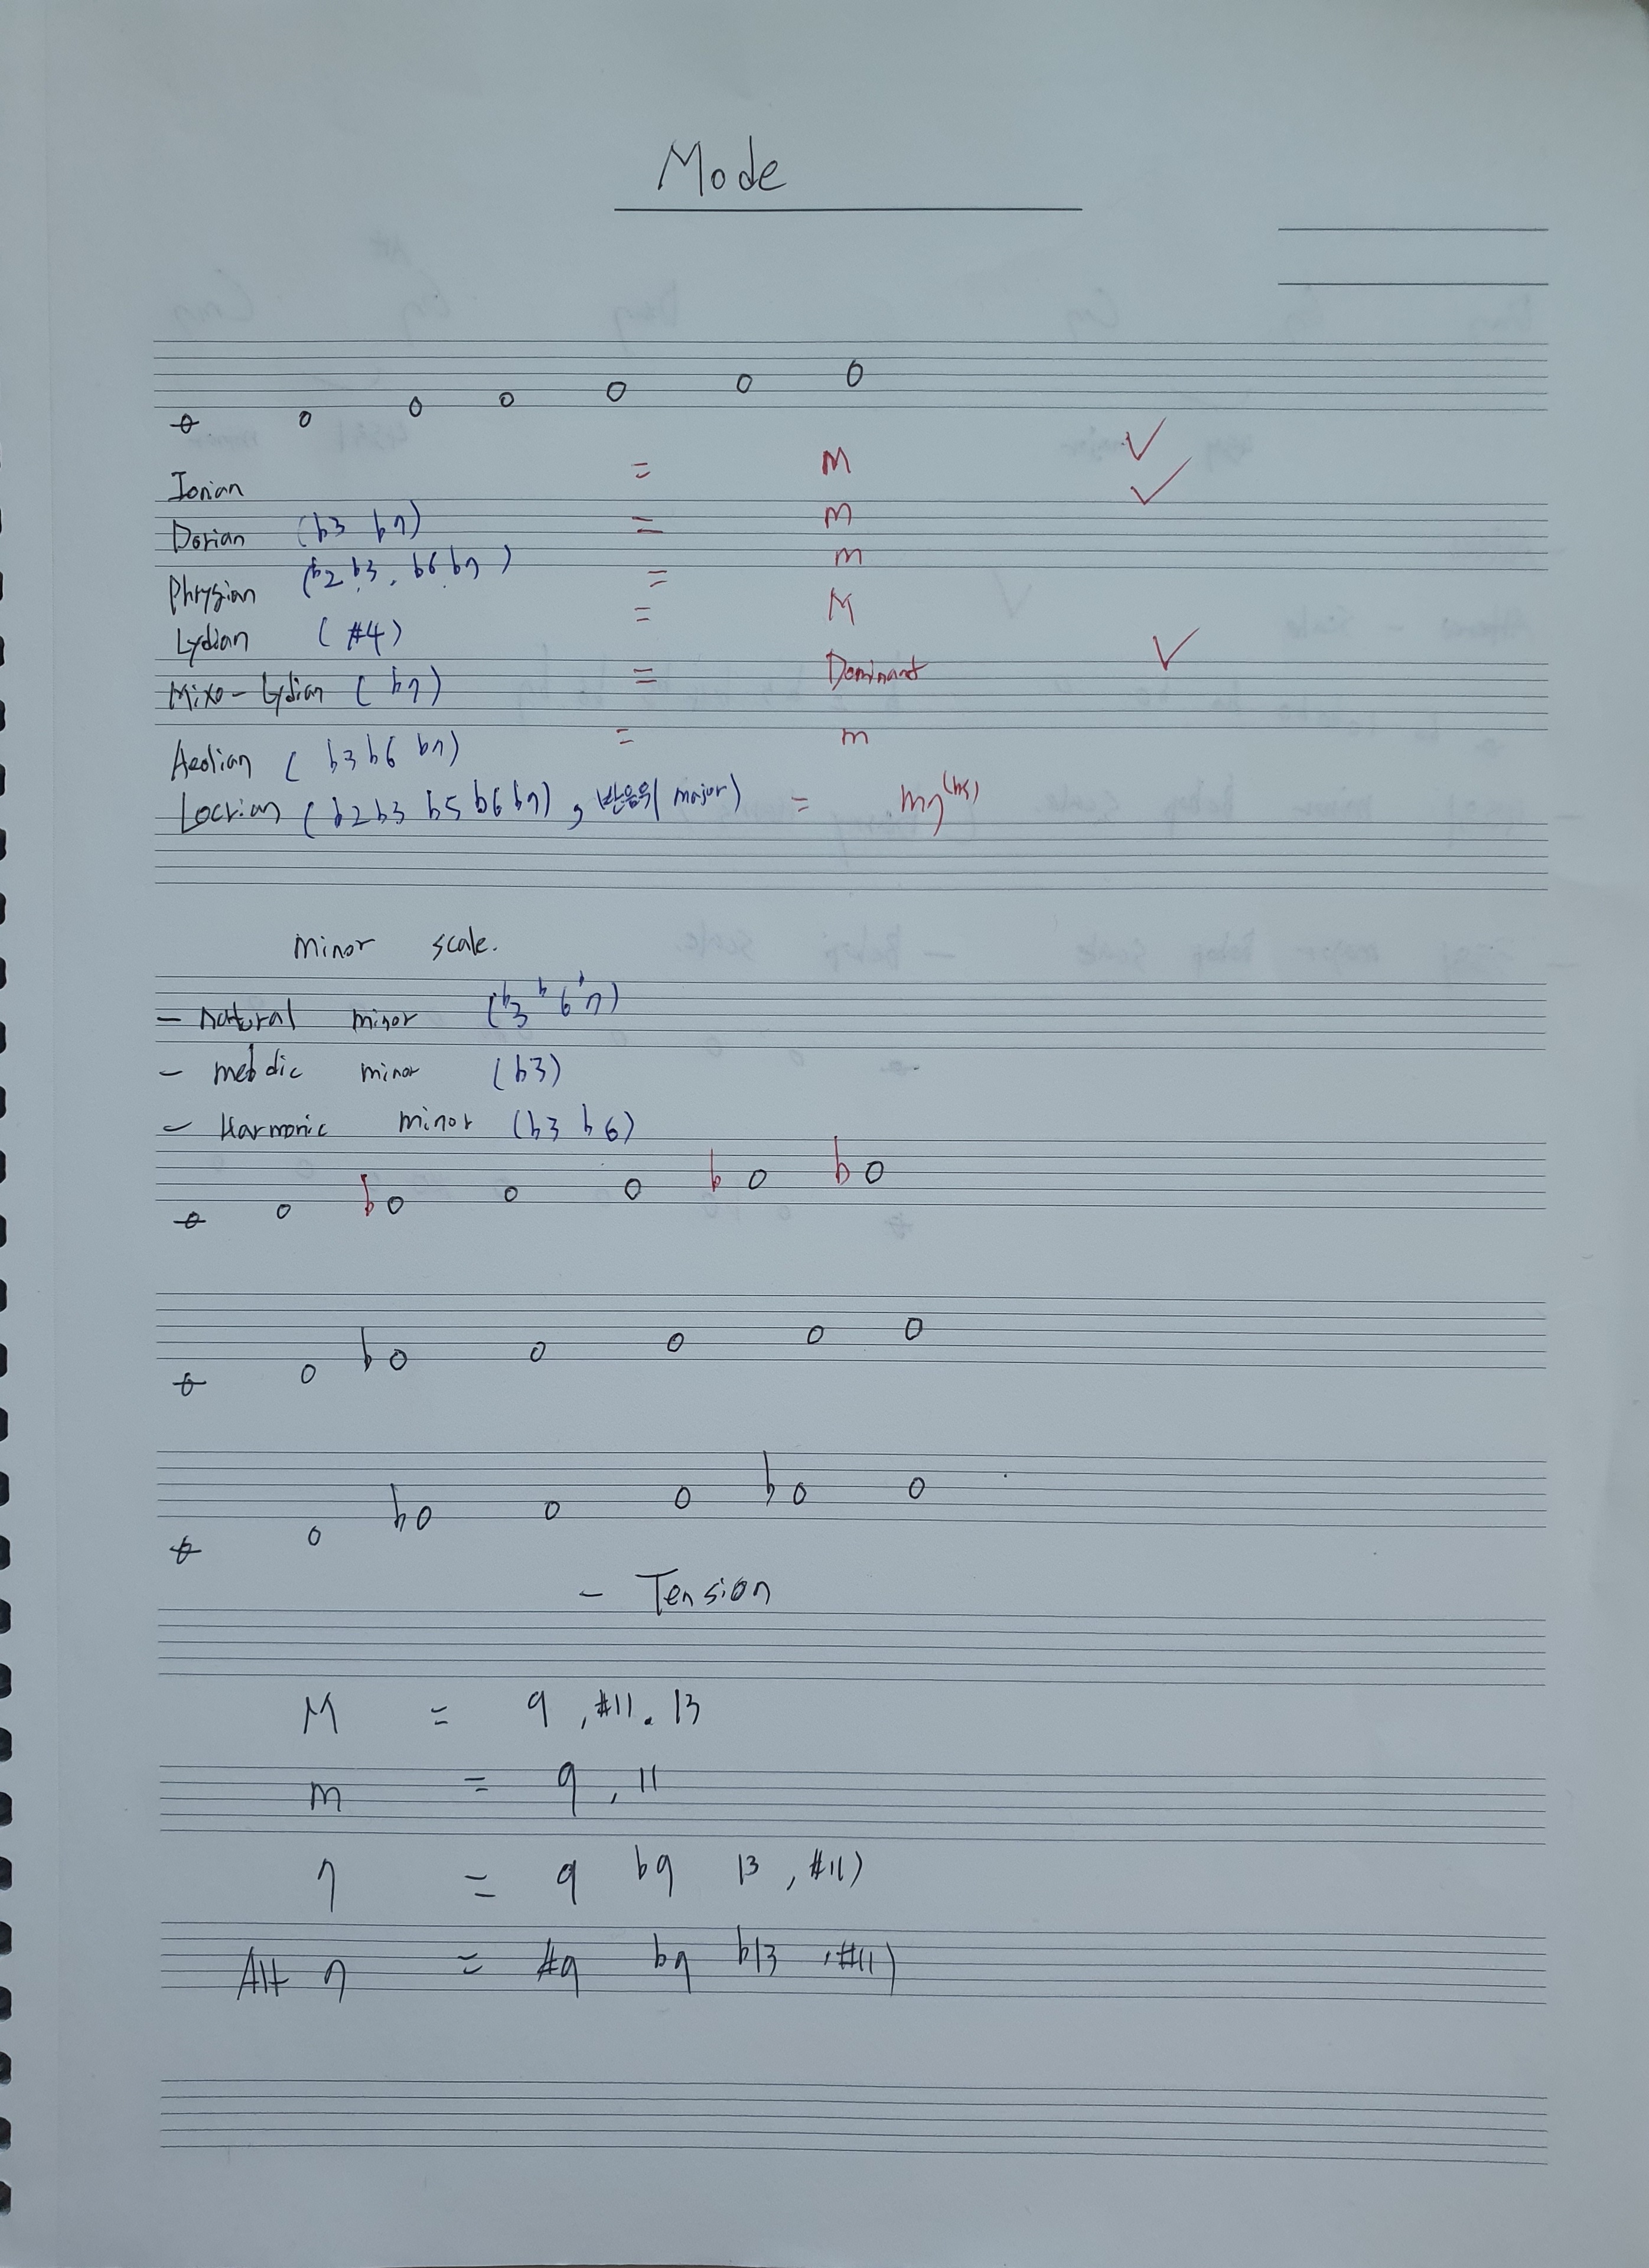 Mode
Ionian = M ✓
Dorian (b3 b7) = m ✓
Phrygian (b2 b3, b6 b7) = m
Lydian (#4) = M
Mixo-Lydian (b7) = Dominant ✓
Aeolian (b3 b6 b7) = m
Locrian (b2 b3 b5 b6 b7), 반음위(major) = m7(b5)
minor scale.
- natural minor (b3 b6 b7)
- melodic minor (b3)
- Harmonic minor (b3 b6)
b b b
b
b b
- Tension
M = 9, #11. 13
m = 9, 11
7 = 9 b9 13, #11)
Alt 7 = #9 b9 b13, #11)